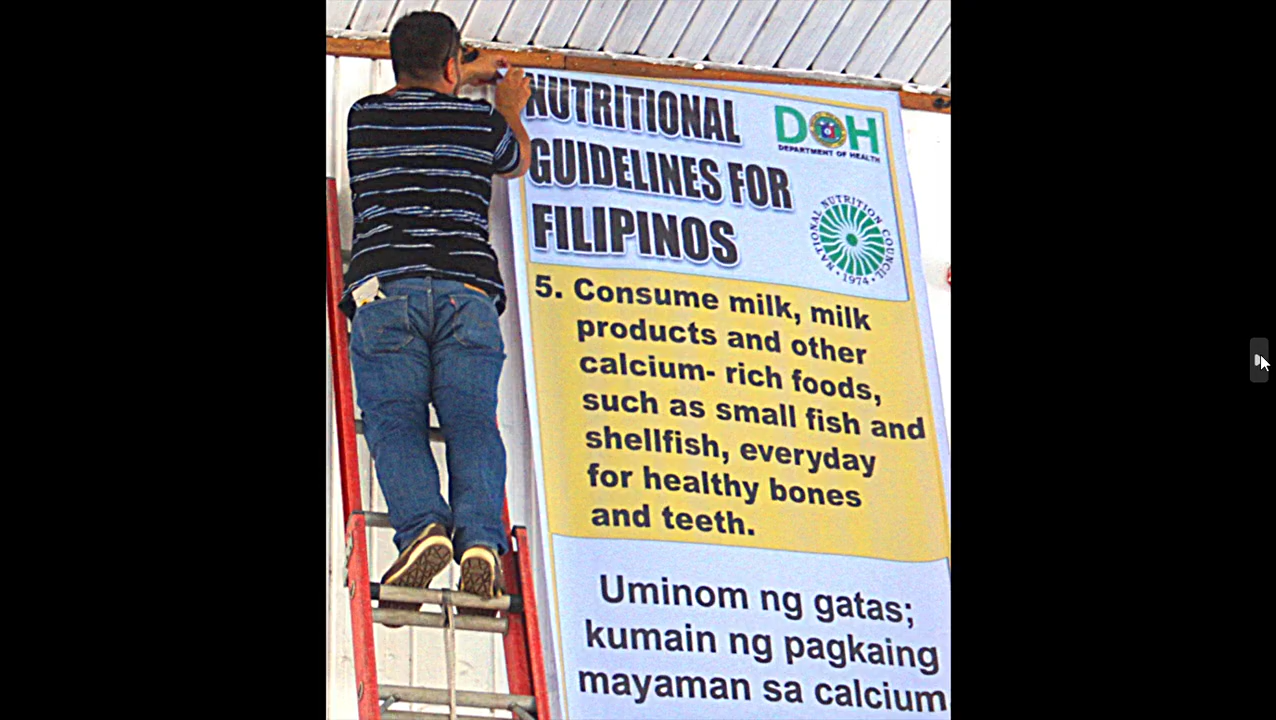 NUTRITIONAL
GUIDELINES FOR
FILIPINOS
DOH
DEPARTMENT OF HEALTH
NATIONAL NUTRITION COUNCIL
• 1974 •
5. Consume milk, milk
products and other
calcium- rich foods,
such as small fish and
shellfish, everyday
for healthy bones
and teeth.
Uminom ng gatas;
kumain ng pagkaing
mayaman sa calcium